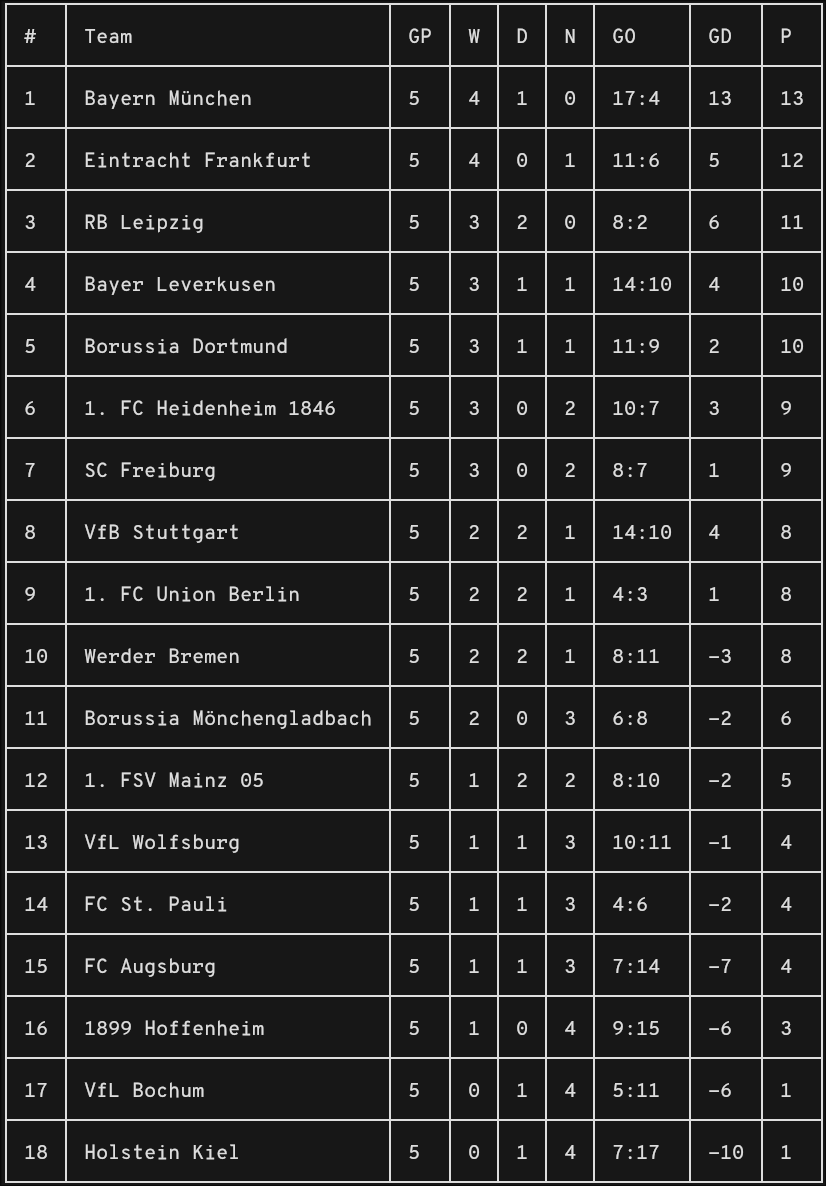 # Team GP W D N GO GD P
1 Bayern München 5 4 1 0 17:4 13 13
2 Eintracht Frankfurt 5 4 0 1 11:6 5 12
3 RB Leipzig 5 3 2 0 8:2 6 11
4 Bayer Leverkusen 5 3 1 1 14:10 4 10
5 Borussia Dortmund 5 3 1 1 11:9 2 10
6 1. FC Heidenheim 1846 5 3 0 2 10:7 3 9
7 SC Freiburg 5 3 0 2 8:7 1 9
8 VfB Stuttgart 5 2 2 1 14:10 4 8
9 1. FC Union Berlin 5 2 2 1 4:3 1 8
10 Werder Bremen 5 2 2 1 8:11 -3 8
11 Borussia Mönchengladbach 5 2 0 3 6:8 -2 6
12 1. FSV Mainz 05 5 1 2 2 8:10 -2 5
13 VfL Wolfsburg 5 1 1 3 10:11 -1 4
14 FC St. Pauli 5 1 1 3 4:6 -2 4
15 FC Augsburg 5 1 1 3 7:14 -7 4
16 1899 Hoffenheim 5 1 0 4 9:15 -6 3
17 VfL Bochum 5 0 1 4 5:11 -6 1
18 Holstein Kiel 5 0 1 4 7:17 -10 1